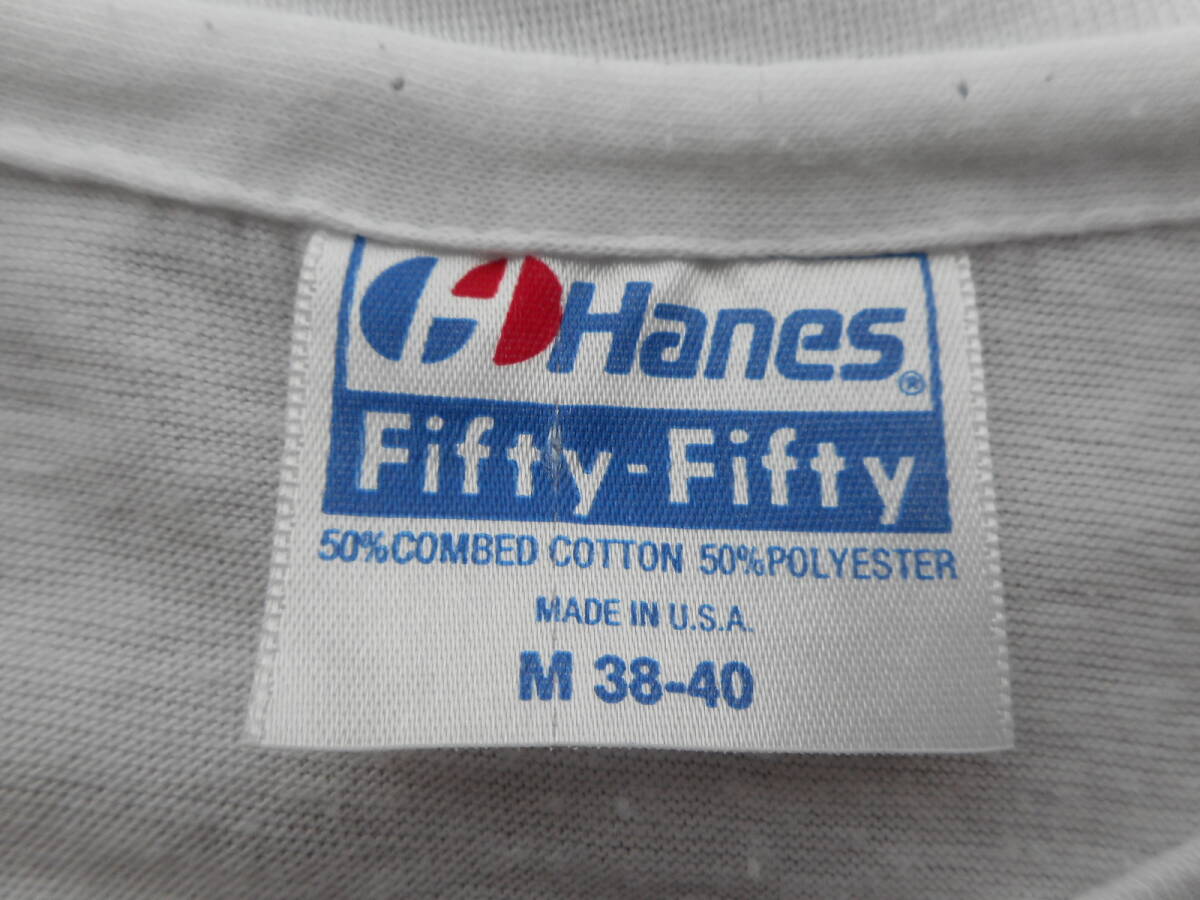 Hanes®
Fifty-Fifty
50% COMBED COTTON 50% POLYESTER
MADE IN U.S.A.
M 38-40